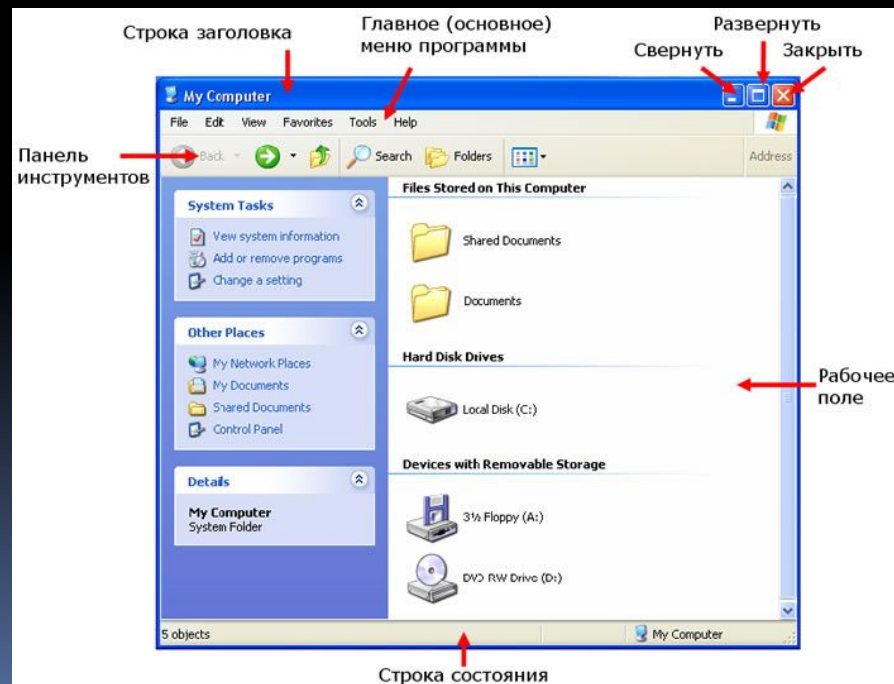 Строка заголовка
Главное (основное)
меню программы
Развернуть
Свернуть
Закрыть
My Computer
File Edit View Favorites Tools Help
Панель
инструментов
Back
Search
Folders
Address
System Tasks
View system information
Add or remove programs
Change a setting
Other Places
My Network Places
My Documents
Shared Documents
Control Panel
Details
My Computer
System Folder
Files Stored on This Computer
Shared Documents
Documents
Hard Disk Drives
Local Disk (C:)
Devices with Removable Storage
3½ Floppy (A:)
DVD RW Drive (D:)
Рабочее
поле
5 objects
My Computer
Строка состояния